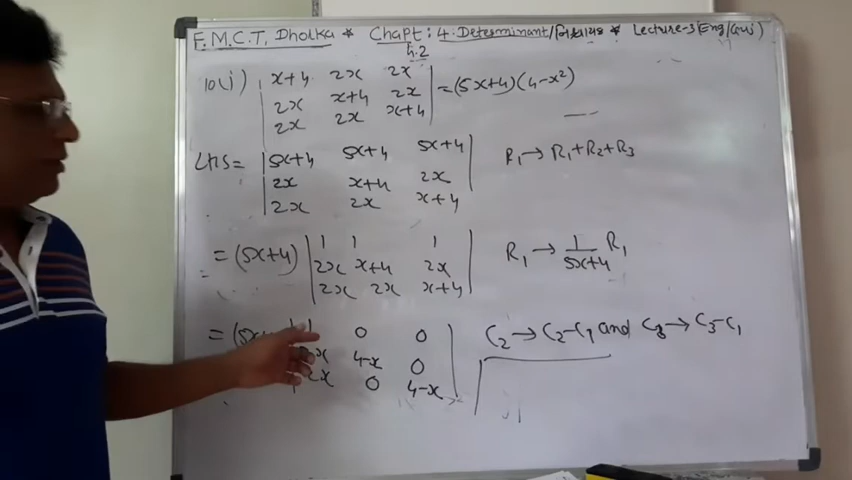 F.M.C.T. Dholka * Chapt: 4. Determinant/ * Lecture-3(Eng/Guj)
4.2
10(i) | x+4 2x 2x |
| 2x x+4 2x | = (5x+4)(4-x²)
| 2x 2x x+4 |
LHS = | 5x+4 5x+4 5x+4 | R₁→R₁+R₂+R₃
| 2x x+4 2x |
| 2x 2x x+4 |
= (5x+4) | 1 1 1 | R₁→ 1/5x+4 R₁
| 2x x+4 2x |
| 2x 2x x+4 |
= (5x | 1 0 0 | C₂→C₂-C₁ and C₃→C₃-C₁
x 4-x 0 |
2x 0 4-x |